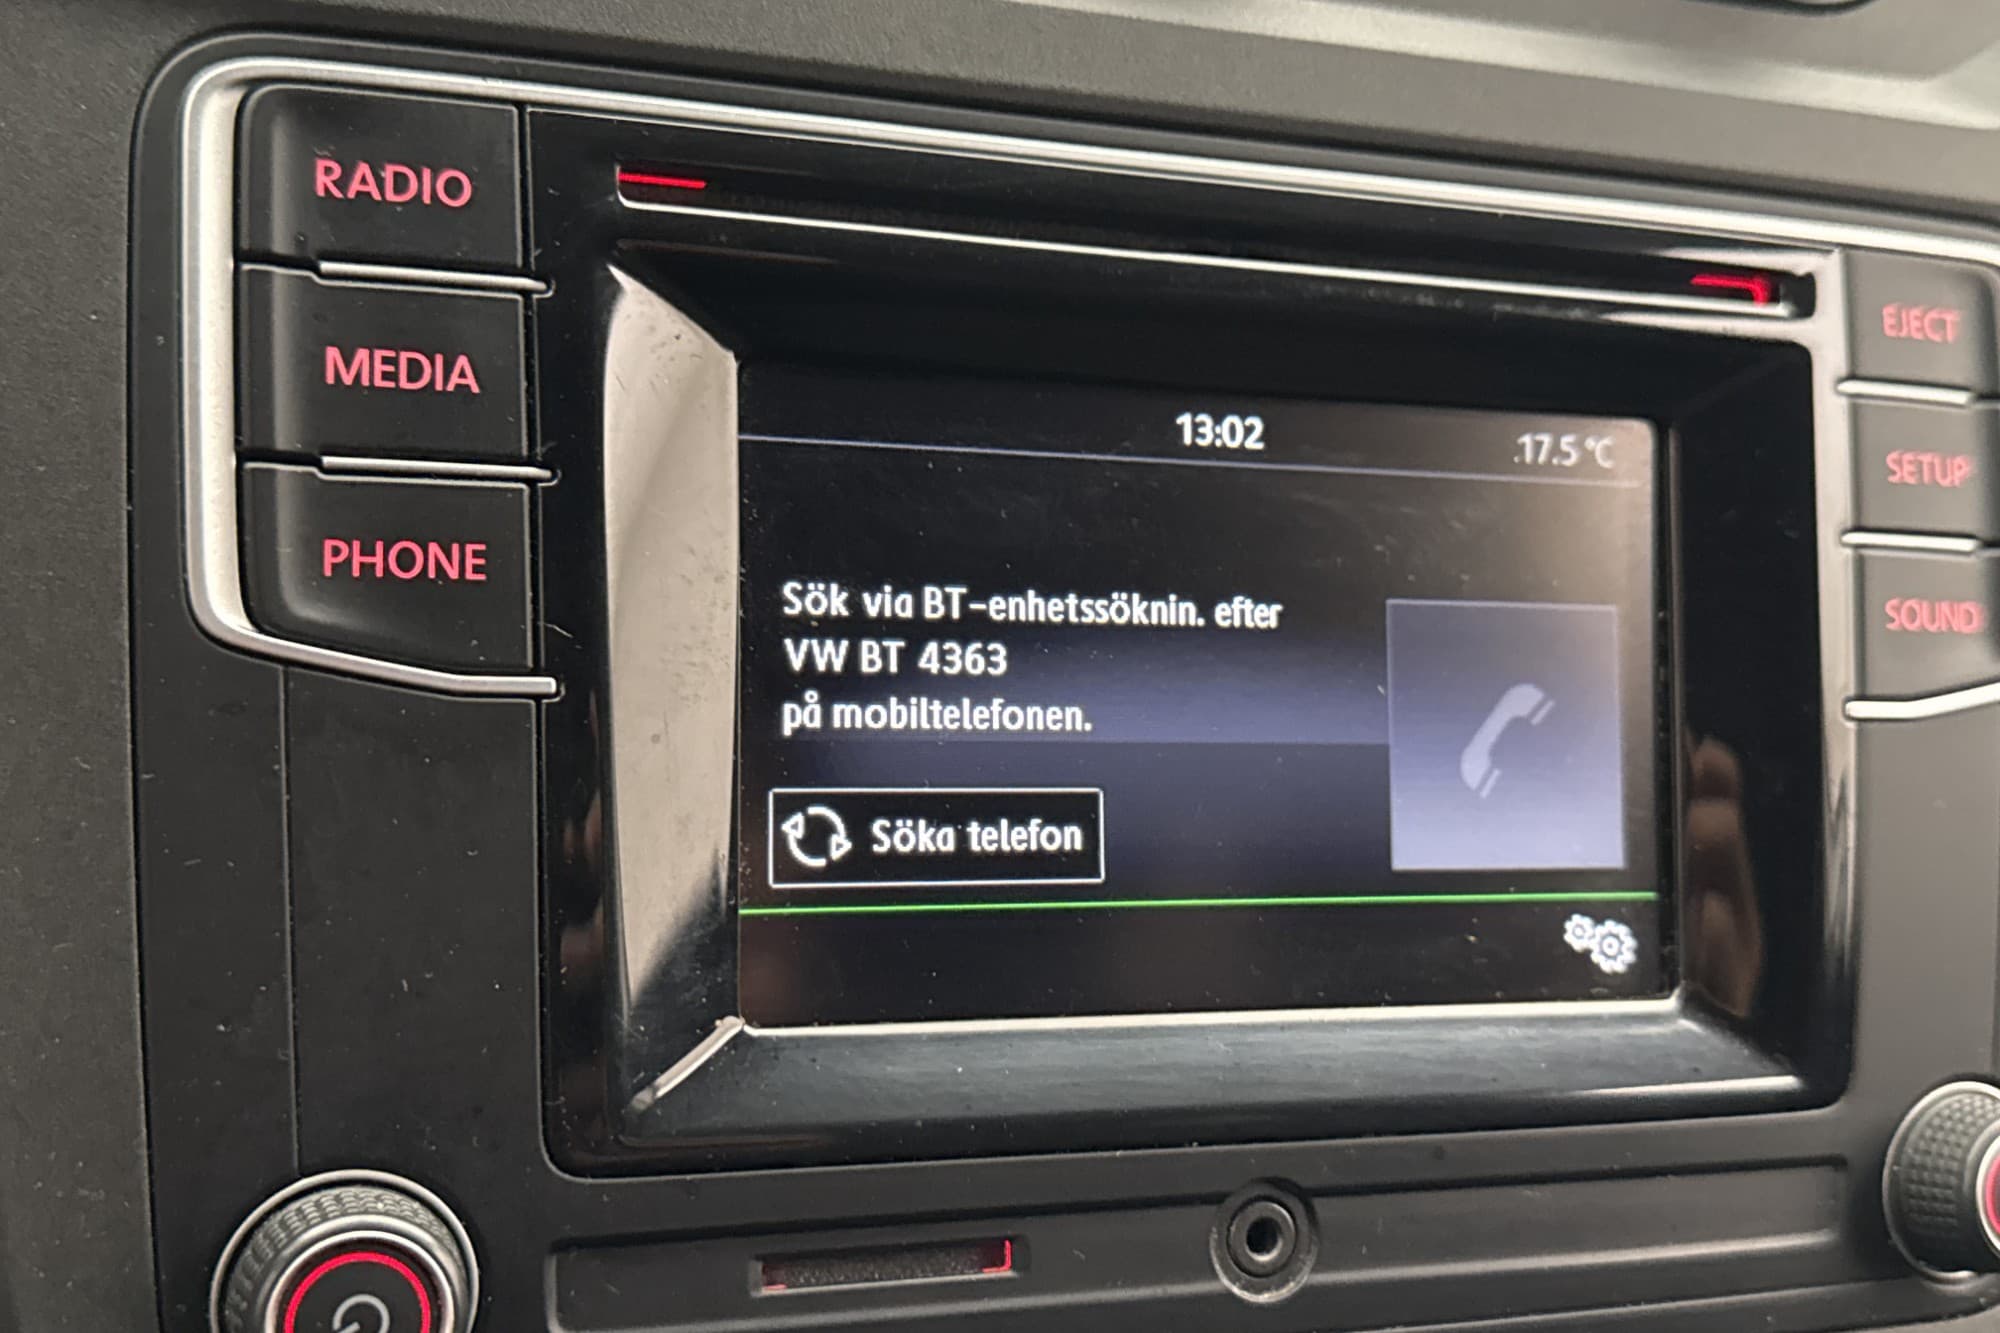 RADIO
MEDIA
PHONE
13:02
17.5 °C
Sök via BT-enhetssöknin. efter
VW BT 4363
på mobiltelefonen.
Söka telefon
EJECT
SETUP
SOUND